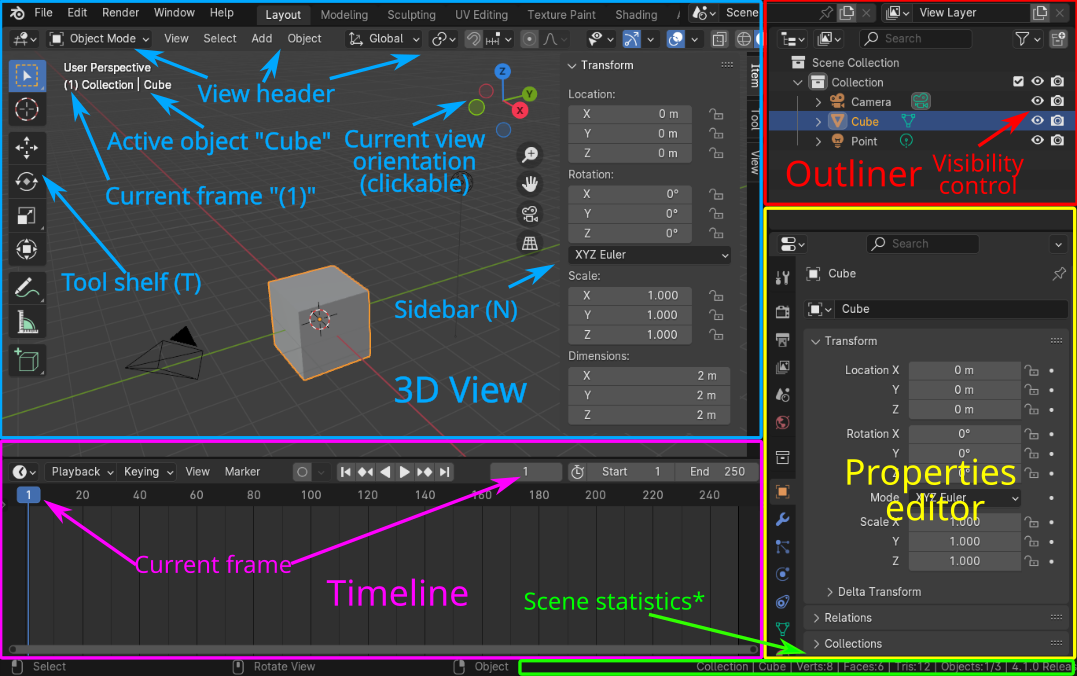 File Edit Render Window Help Layout Modeling Sculpting UV Editing Texture Paint Shading Scene View Layer
Object Mode View Select Add Object Global Search
User Perspective
(1) Collection | Cube
View header
Active object "Cube"
Current frame "(1)"
Tool shelf (T)
Current view
orientation
(clickable)
Z
Y
X
Sidebar (N)
3D View
Transform
Location:
X 0 m
Y 0 m
Z 0 m
Rotation:
X 0°
Y 0°
Z 0°
XYZ Euler
Scale:
X 1.000
Y 1.000
Z 1.000
Dimensions:
X 2 m
Y 2 m
Z 2 m
Item
Tool
View
Scene Collection
Collection
Camera
Cube
Point
Outliner
Visibility
control
Search
Cube
Cube
Transform
Location X 0 m
Y 0 m
Z 0 m
Rotation X 0°
Y 0°
Z 0°
Properties
editor
Mode XYZ Euler
Scale X 1.000
Y 1.000
Z 1.000
Delta Transform
Relations
Collections
Playback Keying View Marker 1 Start 1 End 250
1 20 40 60 80 100 120 140 160 180 200 220 240
Current frame
Timeline
Scene statistics*
Select Rotate View Object Collection | Cube | Verts:8 | Faces:6 | Tris:12 | Objects:1/3 | 4.1.0 Relea